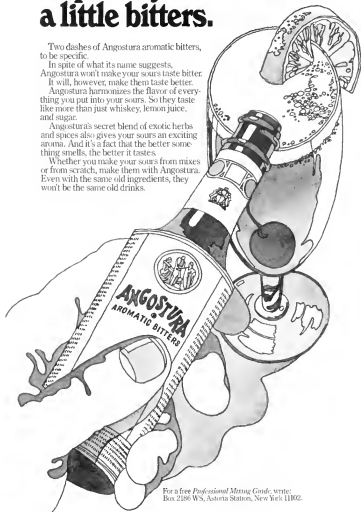 a little bitters.
Two dashes of Angostura aromatic bitters,
to be specific.
In spite of what its name suggests,
Angostura won't make your sours taste bitter.
It will, however, make them taste better.
Angostura harmonizes the flavor of every-
thing you put into your sours. So they taste
like more than just whiskey, lemon juice,
and sugar.
Angostura's secret blend of exotic herbs
and spices also gives your sours an exciting
aroma. And it's a fact that the better some-
thing smells, the better it tastes.
Whether you make your sours from mixes
or from scratch, make them with Angostura.
Even with the same old ingredients, they
won't be the same old drinks.
ANGOSTURA
AROMATIC BITTERS
For a free Professional Mixing Guide, write:
Box 2186 WS, Astoria Station, New York 11102.